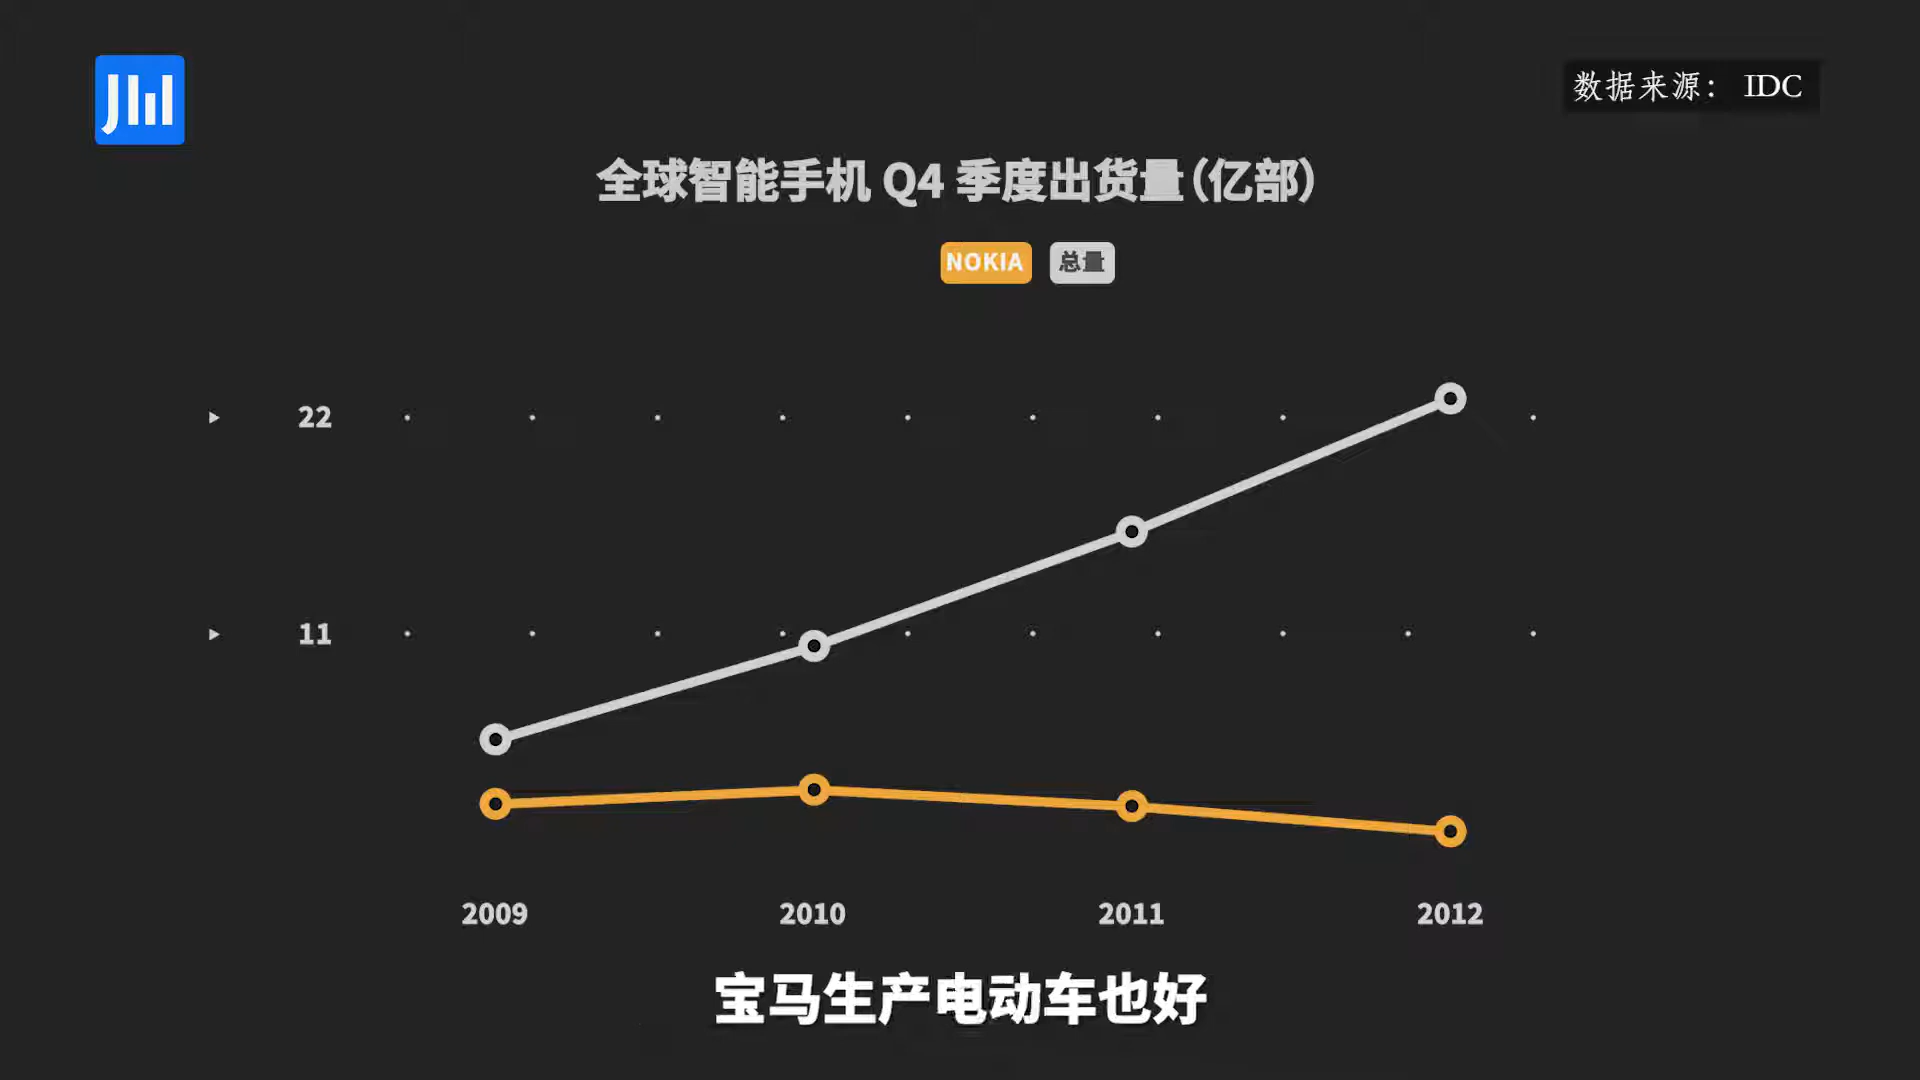 JM
数据来源： IDC
全球智能手机 Q4 季度出货量(亿部)
NOKIA 总量
22
11
2009 2010 2011 2012
宝马生产电动车也好